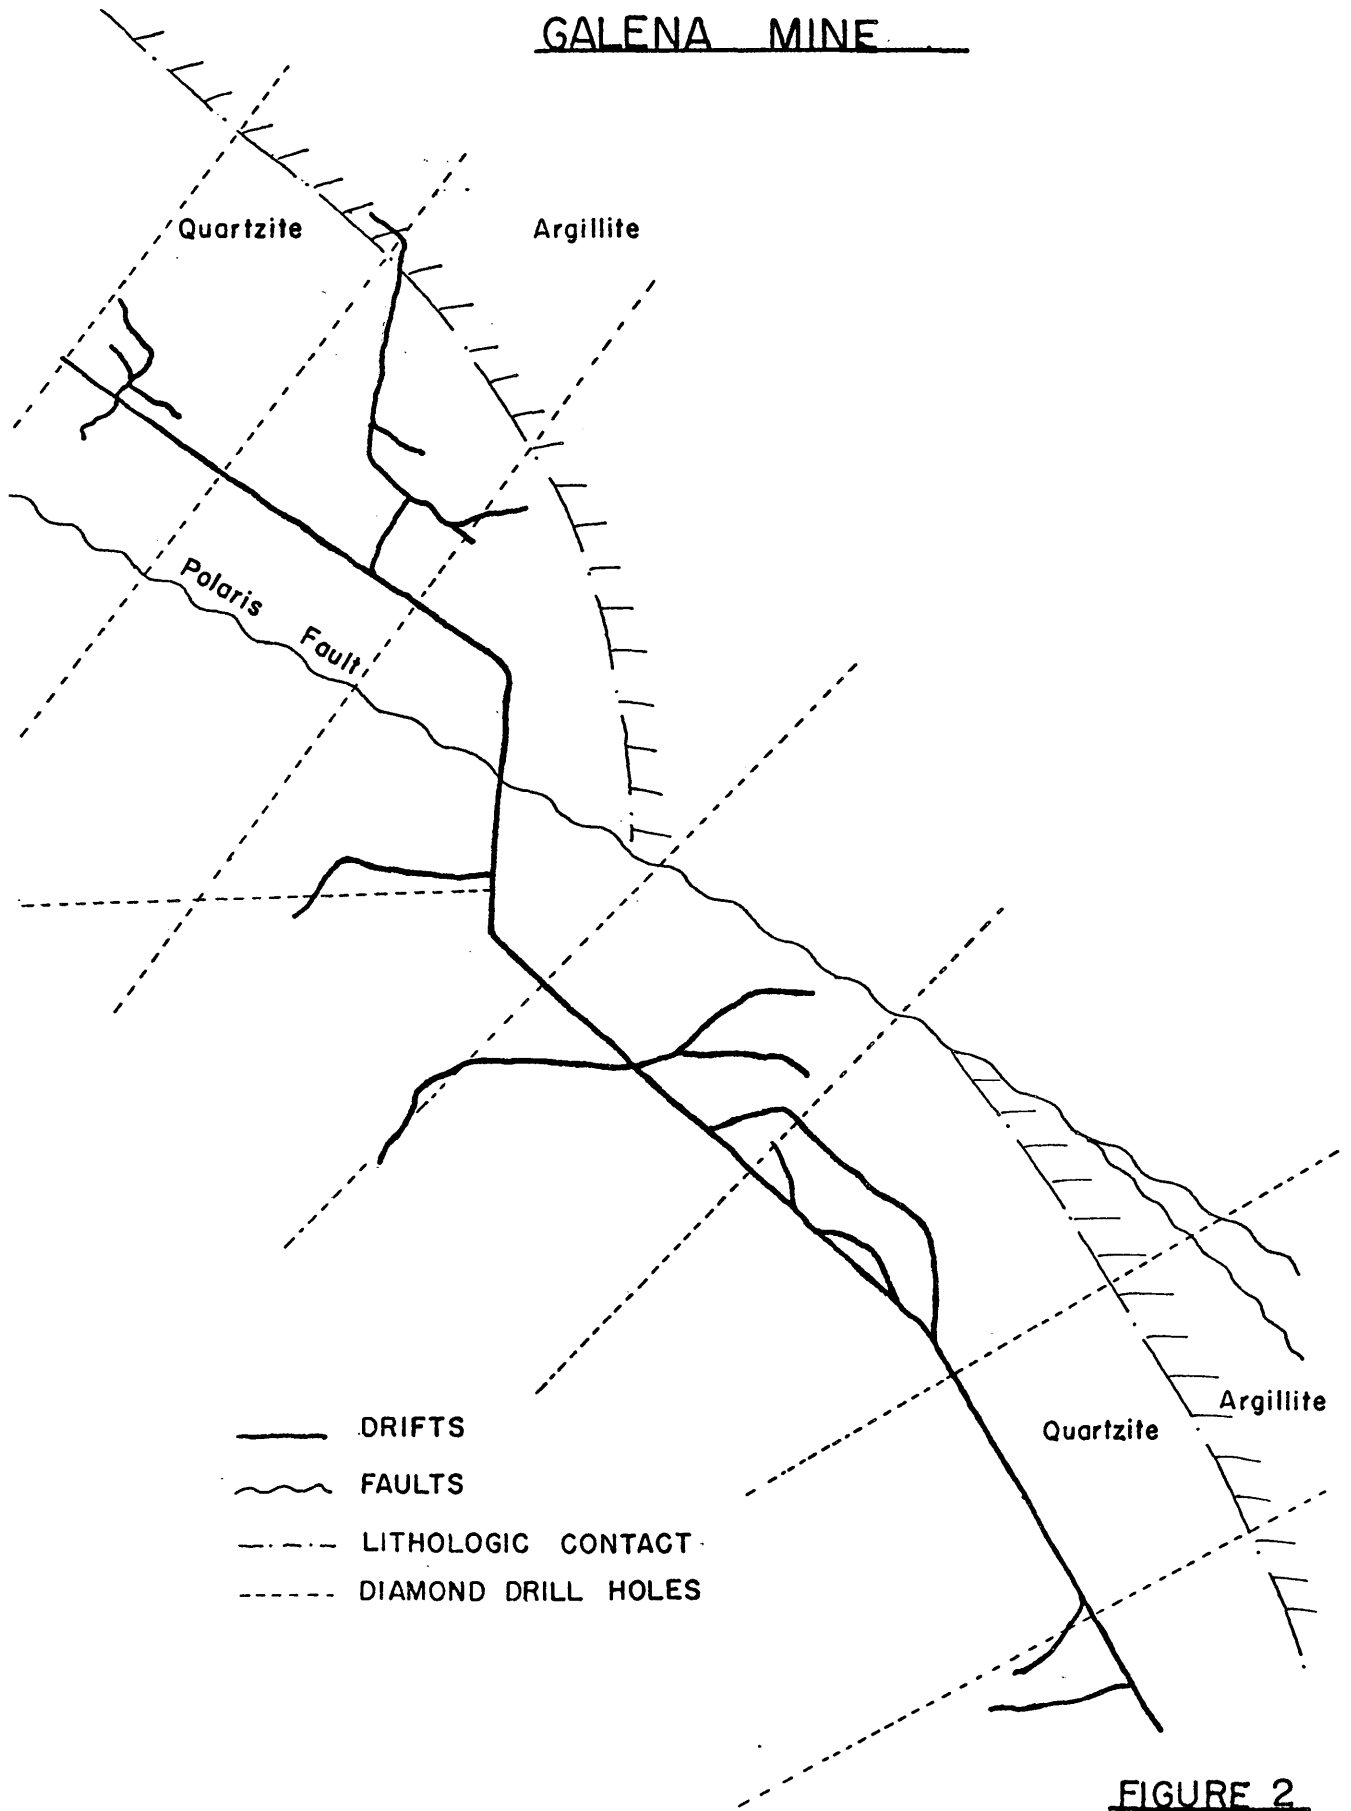 GALENA MINE
Quartzite
Argillite
Polaris Fault
DRIFTS
FAULTS
LITHOLOGIC CONTACT
DIAMOND DRILL HOLES
Argillite
Quartzite
FIGURE 2